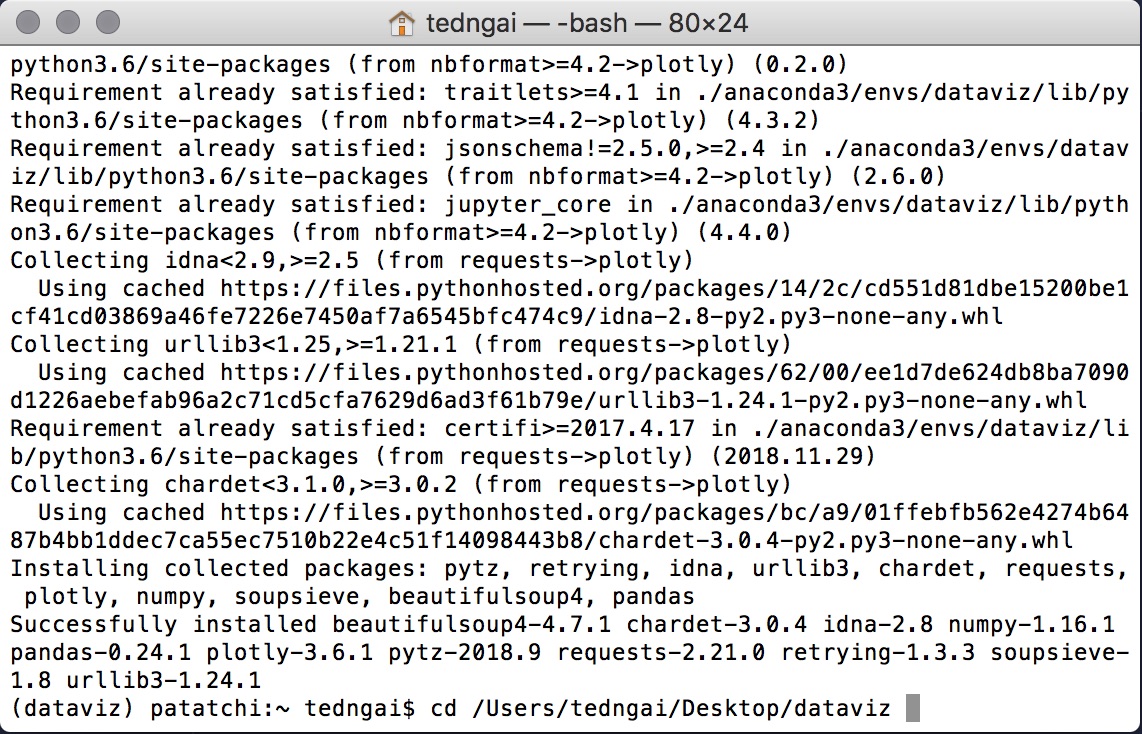 tedngai — -bash — 80×24
python3.6/site-packages (from nbformat>=4.2->plotly) (0.2.0)
Requirement already satisfied: traitlets>=4.1 in ./anaconda3/envs/dataviz/lib/py
thon3.6/site-packages (from nbformat>=4.2->plotly) (4.3.2)
Requirement already satisfied: jsonschema!=2.5.0,>=2.4 in ./anaconda3/envs/datav
iz/lib/python3.6/site-packages (from nbformat>=4.2->plotly) (2.6.0)
Requirement already satisfied: jupyter_core in ./anaconda3/envs/dataviz/lib/pyth
on3.6/site-packages (from nbformat>=4.2->plotly) (4.4.0)
Collecting idna<2.9,>=2.5 (from requests->plotly)
  Using cached https://files.pythonhosted.org/packages/14/2c/cd551d81dbe15200be1
cf41cd03869a46fe7226e7450af7a6545bfc474c9/idna-2.8-py2.py3-none-any.whl
Collecting urllib3<1.25,>=1.21.1 (from requests->plotly)
  Using cached https://files.pythonhosted.org/packages/62/00/ee1d7de624db8ba7090
d1226aebefab96a2c71cd5cfa7629d6ad3f61b79e/urllib3-1.24.1-py2.py3-none-any.whl
Requirement already satisfied: certifi>=2017.4.17 in ./anaconda3/envs/dataviz/li
b/python3.6/site-packages (from requests->plotly) (2018.11.29)
Collecting chardet<3.1.0,>=3.0.2 (from requests->plotly)
  Using cached https://files.pythonhosted.org/packages/bc/a9/01ffebfb562e4274b64
87b4bb1ddec7ca55ec7510b22e4c51f14098443b8/chardet-3.0.4-py2.py3-none-any.whl
Installing collected packages: pytz, retrying, idna, urllib3, chardet, requests,
 plotly, numpy, soupsieve, beautifulsoup4, pandas
Successfully installed beautifulsoup4-4.7.1 chardet-3.0.4 idna-2.8 numpy-1.16.1 
pandas-0.24.1 plotly-3.6.1 pytz-2018.9 requests-2.21.0 retrying-1.3.3 soupsieve-
1.8 urllib3-1.24.1
(dataviz) patatchi:~ tedngai$ cd /Users/tedngai/Desktop/dataviz